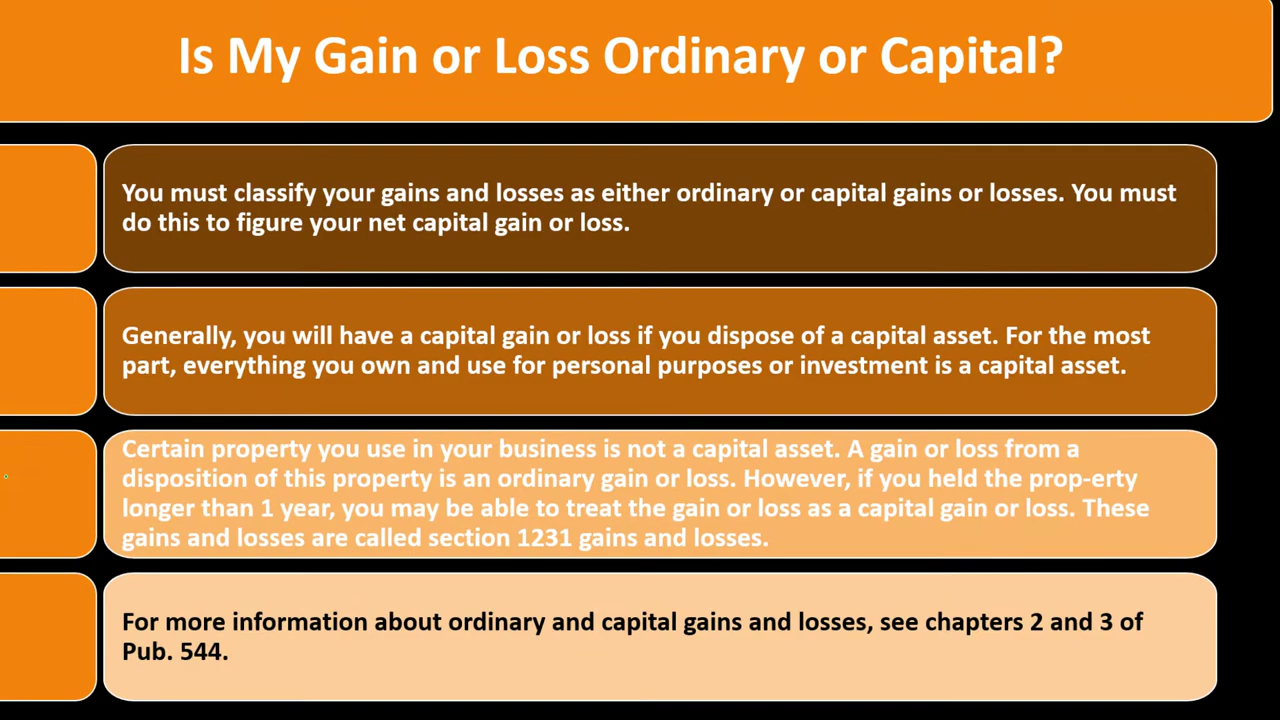 Is My Gain or Loss Ordinary or Capital?
You must classify your gains and losses as either ordinary or capital gains or losses. You must
do this to figure your net capital gain or loss.
Generally, you will have a capital gain or loss if you dispose of a capital asset. For the most
part, everything you own and use for personal purposes or investment is a capital asset.
Certain property you use in your business is not a capital asset. A gain or loss from a
disposition of this property is an ordinary gain or loss. However, if you held the prop-erty
longer than 1 year, you may be able to treat the gain or loss as a capital gain or loss. These
gains and losses are called section 1231 gains and losses.
For more information about ordinary and capital gains and losses, see chapters 2 and 3 of
Pub. 544.